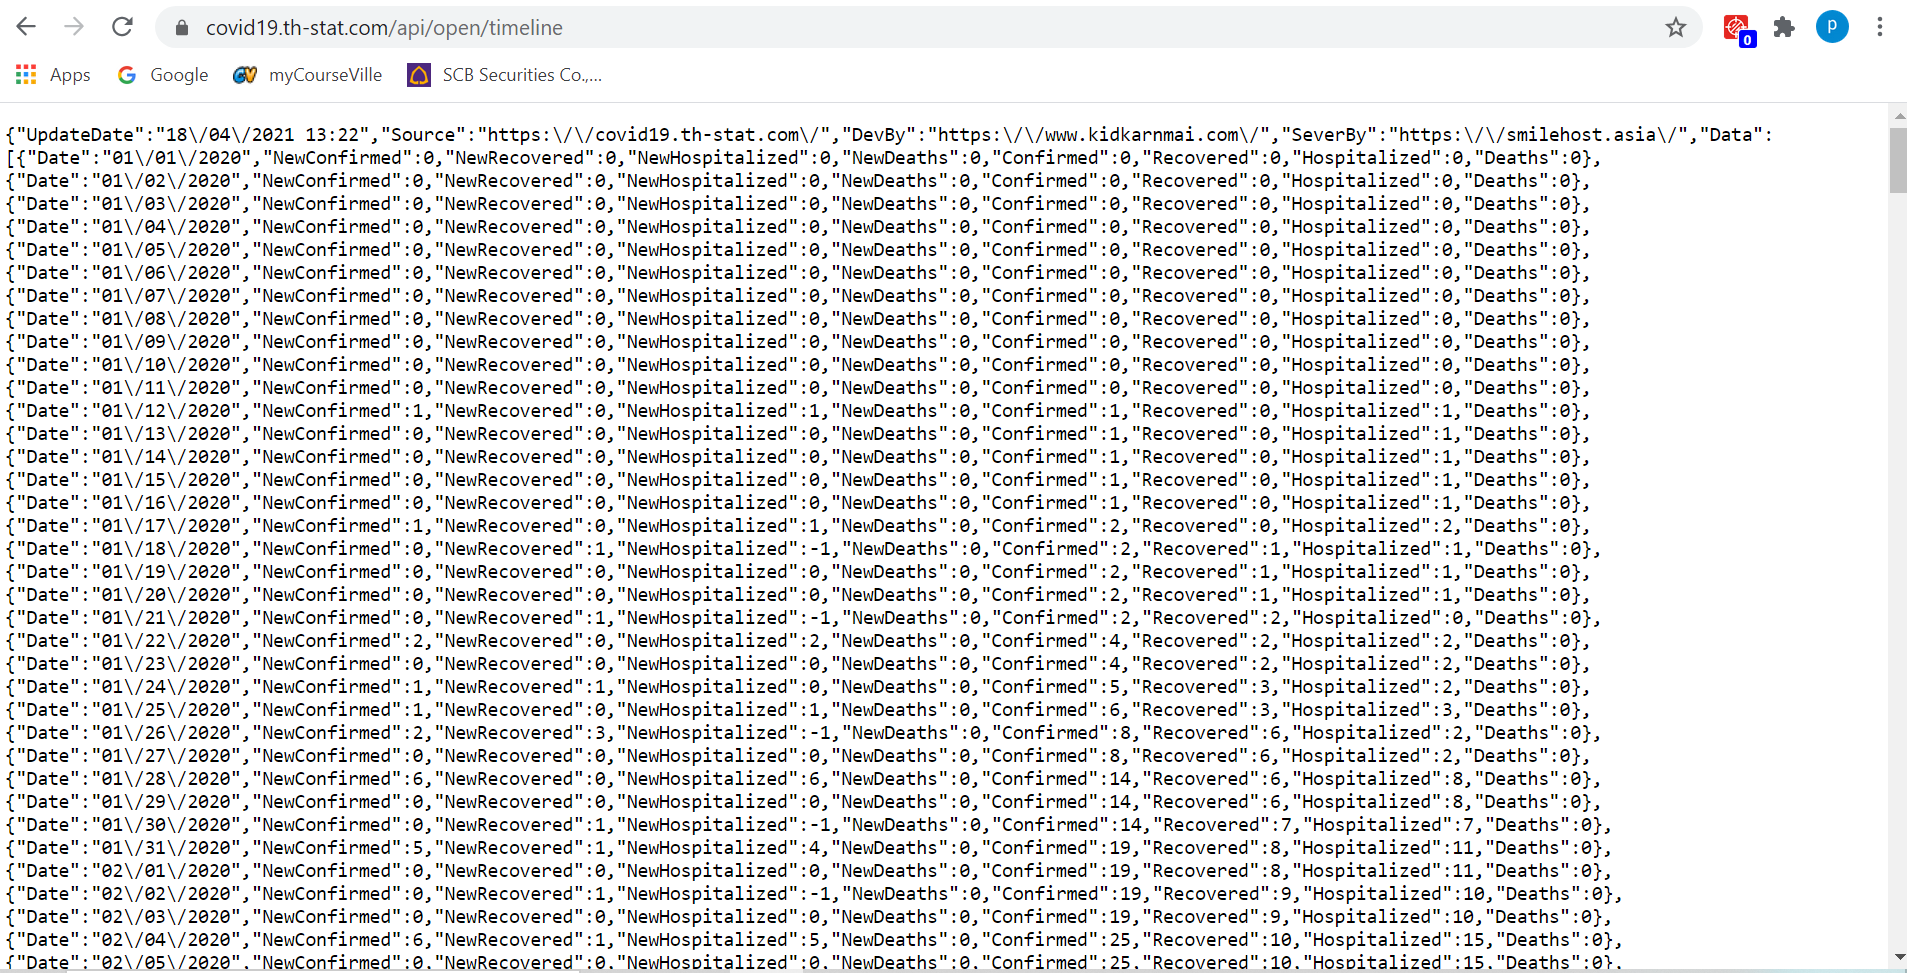 covid19.th-stat.com/api/open/timeline
0
p
Apps Google myCourseVille SCB Securities Co.,...
{"UpdateDate":"18\/04\/2021 13:22","Source":"https:\/\/covid19.th-stat.com\/","DevBy":"https:\/\/www.kidkarnmai.com\/","SeverBy":"https:\/\/smilehost.asia\/","Data":
[{"Date":"01\/01\/2020","NewConfirmed":0,"NewRecovered":0,"NewHospitalized":0,"NewDeaths":0,"Confirmed":0,"Recovered":0,"Hospitalized":0,"Deaths":0},
{"Date":"01\/02\/2020","NewConfirmed":0,"NewRecovered":0,"NewHospitalized":0,"NewDeaths":0,"Confirmed":0,"Recovered":0,"Hospitalized":0,"Deaths":0},
{"Date":"01\/03\/2020","NewConfirmed":0,"NewRecovered":0,"NewHospitalized":0,"NewDeaths":0,"Confirmed":0,"Recovered":0,"Hospitalized":0,"Deaths":0},
{"Date":"01\/04\/2020","NewConfirmed":0,"NewRecovered":0,"NewHospitalized":0,"NewDeaths":0,"Confirmed":0,"Recovered":0,"Hospitalized":0,"Deaths":0},
{"Date":"01\/05\/2020","NewConfirmed":0,"NewRecovered":0,"NewHospitalized":0,"NewDeaths":0,"Confirmed":0,"Recovered":0,"Hospitalized":0,"Deaths":0},
{"Date":"01\/06\/2020","NewConfirmed":0,"NewRecovered":0,"NewHospitalized":0,"NewDeaths":0,"Confirmed":0,"Recovered":0,"Hospitalized":0,"Deaths":0},
{"Date":"01\/07\/2020","NewConfirmed":0,"NewRecovered":0,"NewHospitalized":0,"NewDeaths":0,"Confirmed":0,"Recovered":0,"Hospitalized":0,"Deaths":0},
{"Date":"01\/08\/2020","NewConfirmed":0,"NewRecovered":0,"NewHospitalized":0,"NewDeaths":0,"Confirmed":0,"Recovered":0,"Hospitalized":0,"Deaths":0},
{"Date":"01\/09\/2020","NewConfirmed":0,"NewRecovered":0,"NewHospitalized":0,"NewDeaths":0,"Confirmed":0,"Recovered":0,"Hospitalized":0,"Deaths":0},
{"Date":"01\/10\/2020","NewConfirmed":0,"NewRecovered":0,"NewHospitalized":0,"NewDeaths":0,"Confirmed":0,"Recovered":0,"Hospitalized":0,"Deaths":0},
{"Date":"01\/11\/2020","NewConfirmed":0,"NewRecovered":0,"NewHospitalized":0,"NewDeaths":0,"Confirmed":0,"Recovered":0,"Hospitalized":0,"Deaths":0},
{"Date":"01\/12\/2020","NewConfirmed":1,"NewRecovered":0,"NewHospitalized":1,"NewDeaths":0,"Confirmed":1,"Recovered":0,"Hospitalized":1,"Deaths":0},
{"Date":"01\/13\/2020","NewConfirmed":0,"NewRecovered":0,"NewHospitalized":0,"NewDeaths":0,"Confirmed":1,"Recovered":0,"Hospitalized":1,"Deaths":0},
{"Date":"01\/14\/2020","NewConfirmed":0,"NewRecovered":0,"NewHospitalized":0,"NewDeaths":0,"Confirmed":1,"Recovered":0,"Hospitalized":1,"Deaths":0},
{"Date":"01\/15\/2020","NewConfirmed":0,"NewRecovered":0,"NewHospitalized":0,"NewDeaths":0,"Confirmed":1,"Recovered":0,"Hospitalized":1,"Deaths":0},
{"Date":"01\/16\/2020","NewConfirmed":0,"NewRecovered":0,"NewHospitalized":0,"NewDeaths":0,"Confirmed":1,"Recovered":0,"Hospitalized":1,"Deaths":0},
{"Date":"01\/17\/2020","NewConfirmed":1,"NewRecovered":0,"NewHospitalized":1,"NewDeaths":0,"Confirmed":2,"Recovered":0,"Hospitalized":2,"Deaths":0},
{"Date":"01\/18\/2020","NewConfirmed":0,"NewRecovered":1,"NewHospitalized":-1,"NewDeaths":0,"Confirmed":2,"Recovered":1,"Hospitalized":1,"Deaths":0},
{"Date":"01\/19\/2020","NewConfirmed":0,"NewRecovered":0,"NewHospitalized":0,"NewDeaths":0,"Confirmed":2,"Recovered":1,"Hospitalized":1,"Deaths":0},
{"Date":"01\/20\/2020","NewConfirmed":0,"NewRecovered":0,"NewHospitalized":0,"NewDeaths":0,"Confirmed":2,"Recovered":1,"Hospitalized":1,"Deaths":0},
{"Date":"01\/21\/2020","NewConfirmed":0,"NewRecovered":1,"NewHospitalized":-1,"NewDeaths":0,"Confirmed":2,"Recovered":2,"Hospitalized":0,"Deaths":0},
{"Date":"01\/22\/2020","NewConfirmed":2,"NewRecovered":0,"NewHospitalized":2,"NewDeaths":0,"Confirmed":4,"Recovered":2,"Hospitalized":2,"Deaths":0},
{"Date":"01\/23\/2020","NewConfirmed":0,"NewRecovered":0,"NewHospitalized":0,"NewDeaths":0,"Confirmed":4,"Recovered":2,"Hospitalized":2,"Deaths":0},
{"Date":"01\/24\/2020","NewConfirmed":1,"NewRecovered":1,"NewHospitalized":0,"NewDeaths":0,"Confirmed":5,"Recovered":3,"Hospitalized":2,"Deaths":0},
{"Date":"01\/25\/2020","NewConfirmed":1,"NewRecovered":0,"NewHospitalized":1,"NewDeaths":0,"Confirmed":6,"Recovered":3,"Hospitalized":3,"Deaths":0},
{"Date":"01\/26\/2020","NewConfirmed":2,"NewRecovered":3,"NewHospitalized":-1,"NewDeaths":0,"Confirmed":8,"Recovered":6,"Hospitalized":2,"Deaths":0},
{"Date":"01\/27\/2020","NewConfirmed":0,"NewRecovered":0,"NewHospitalized":0,"NewDeaths":0,"Confirmed":8,"Recovered":6,"Hospitalized":2,"Deaths":0},
{"Date":"01\/28\/2020","NewConfirmed":6,"NewRecovered":0,"NewHospitalized":6,"NewDeaths":0,"Confirmed":14,"Recovered":6,"Hospitalized":8,"Deaths":0},
{"Date":"01\/29\/2020","NewConfirmed":0,"NewRecovered":0,"NewHospitalized":0,"NewDeaths":0,"Confirmed":14,"Recovered":6,"Hospitalized":8,"Deaths":0},
{"Date":"01\/30\/2020","NewConfirmed":0,"NewRecovered":1,"NewHospitalized":-1,"NewDeaths":0,"Confirmed":14,"Recovered":7,"Hospitalized":7,"Deaths":0},
{"Date":"01\/31\/2020","NewConfirmed":5,"NewRecovered":1,"NewHospitalized":4,"NewDeaths":0,"Confirmed":19,"Recovered":8,"Hospitalized":11,"Deaths":0},
{"Date":"02\/01\/2020","NewConfirmed":0,"NewRecovered":0,"NewHospitalized":0,"NewDeaths":0,"Confirmed":19,"Recovered":8,"Hospitalized":11,"Deaths":0},
{"Date":"02\/02\/2020","NewConfirmed":0,"NewRecovered":1,"NewHospitalized":-1,"NewDeaths":0,"Confirmed":19,"Recovered":9,"Hospitalized":10,"Deaths":0},
{"Date":"02\/03\/2020","NewConfirmed":0,"NewRecovered":0,"NewHospitalized":0,"NewDeaths":0,"Confirmed":19,"Recovered":9,"Hospitalized":10,"Deaths":0},
{"Date":"02\/04\/2020","NewConfirmed":6,"NewRecovered":1,"NewHospitalized":5,"NewDeaths":0,"Confirmed":25,"Recovered":10,"Hospitalized":15,"Deaths":0},
{"Date":"02\/05\/2020","NewConfirmed":0,"NewRecovered":0,"NewHospitalized":0,"NewDeaths":0,"Confirmed":25,"Recovered":10,"Hospitalized":15,"Deaths":0},